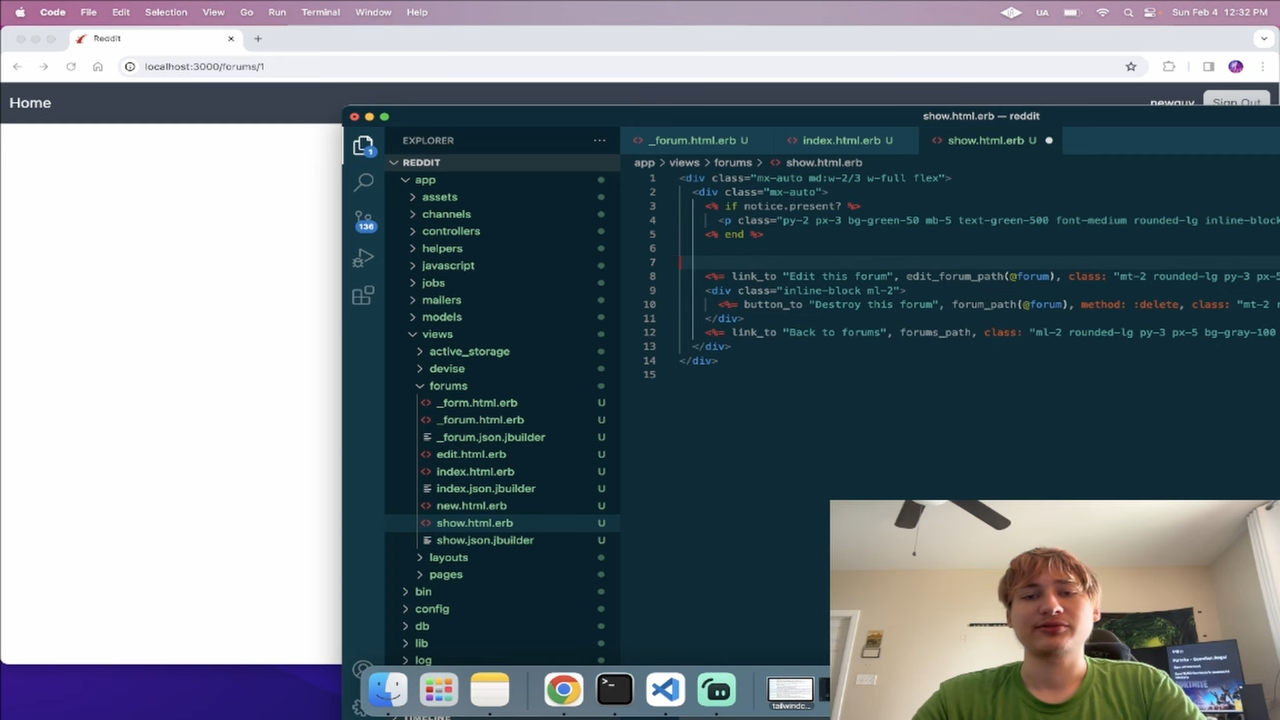 Code File Edit Selection View Go Run Terminal Window Help UA Sun Feb 4 12:32 PM
Reddit
localhost:3000/forums/1
Home newguy Sign Out
show.html.erb — reddit
EXPLORER
_forum.html.erb U index.html.erb U show.html.erb U
REDDIT
app > views > forums > show.html.erb
app
assets
channels
controllers
helpers
javascript
jobs
mailers
models
views
active_storage
devise
forums
_form.html.erb U
_forum.html.erb U
_forum.json.jbuilder U
edit.html.erb U
index.html.erb U
index.json.jbuilder U
new.html.erb U
show.html.erb U
show.json.jbuilder U
layouts
pages
bin
config
db
lib
log
1
136
1 <div class="mx-auto md:w-2/3 w-full flex">
2 <div class="mx-auto">
3 <% if notice.present? %>
4 <p class="py-2 px-3 bg-green-50 mb-5 text-green-500 font-medium rounded-lg inline-block
5 <% end %>
6
7
8 <%= link_to "Edit this forum", edit_forum_path(@forum), class: "mt-2 rounded-lg py-3 px-5
9 <div class="inline-block ml-2">
10 <%= button_to "Destroy this forum", forum_path(@forum), method: :delete, class: "mt-2
11 </div>
12 <%= link_to "Back to forums", forums_path, class: "ml-2 rounded-lg py-3 px-5 bg-gray-100
13 </div>
14 </div>
15
tailwindc...